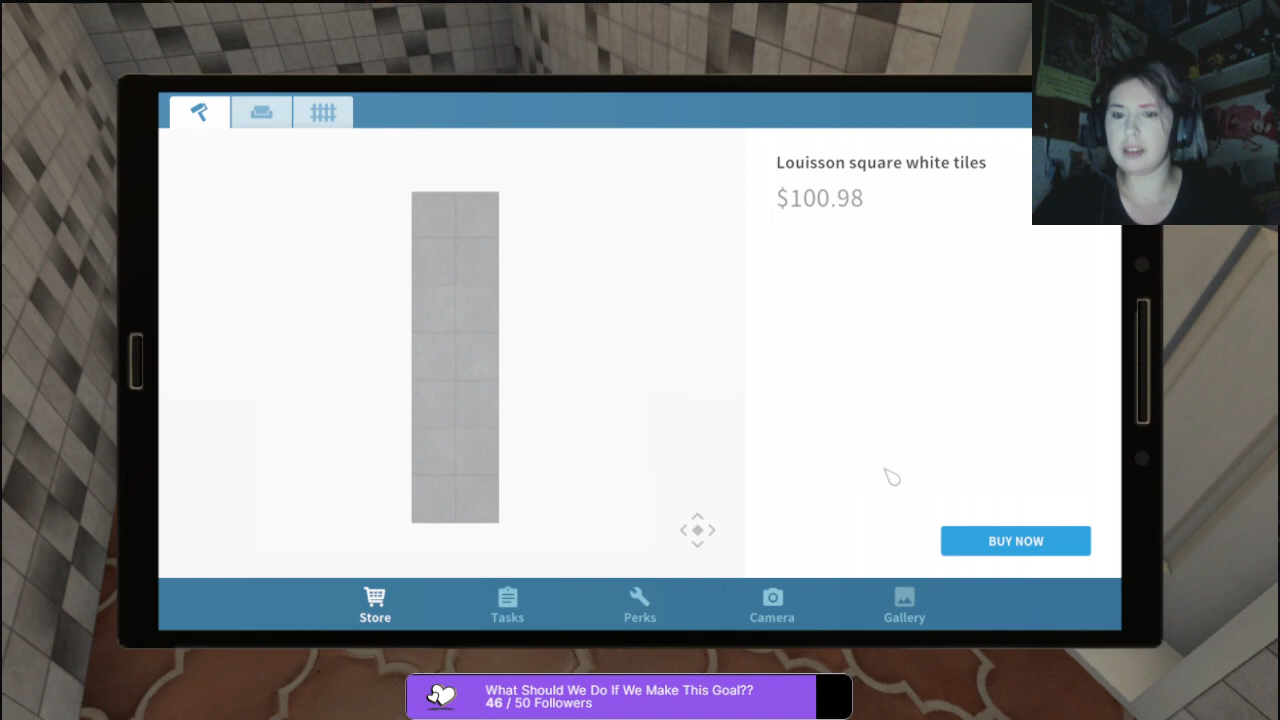 Louisson square white tiles
$100.98
BUY NOW
Store
Tasks
Perks
Camera
Gallery
What Should We Do If We Make This Goal??
46 / 50 Followers